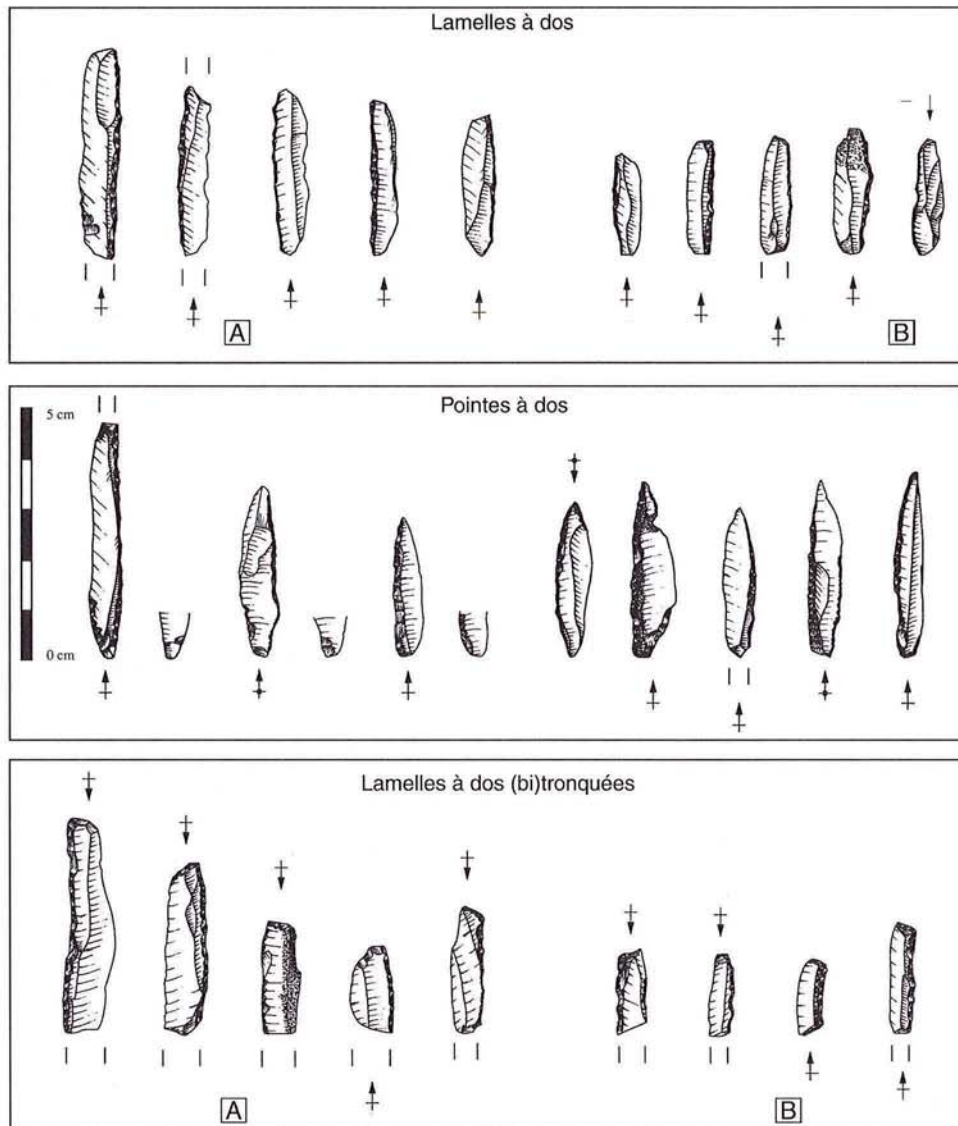 Lamelles à dos
A
B
Pointes à dos
5 cm
0 cm
Lamelles à dos (bi)tronquées
A
B